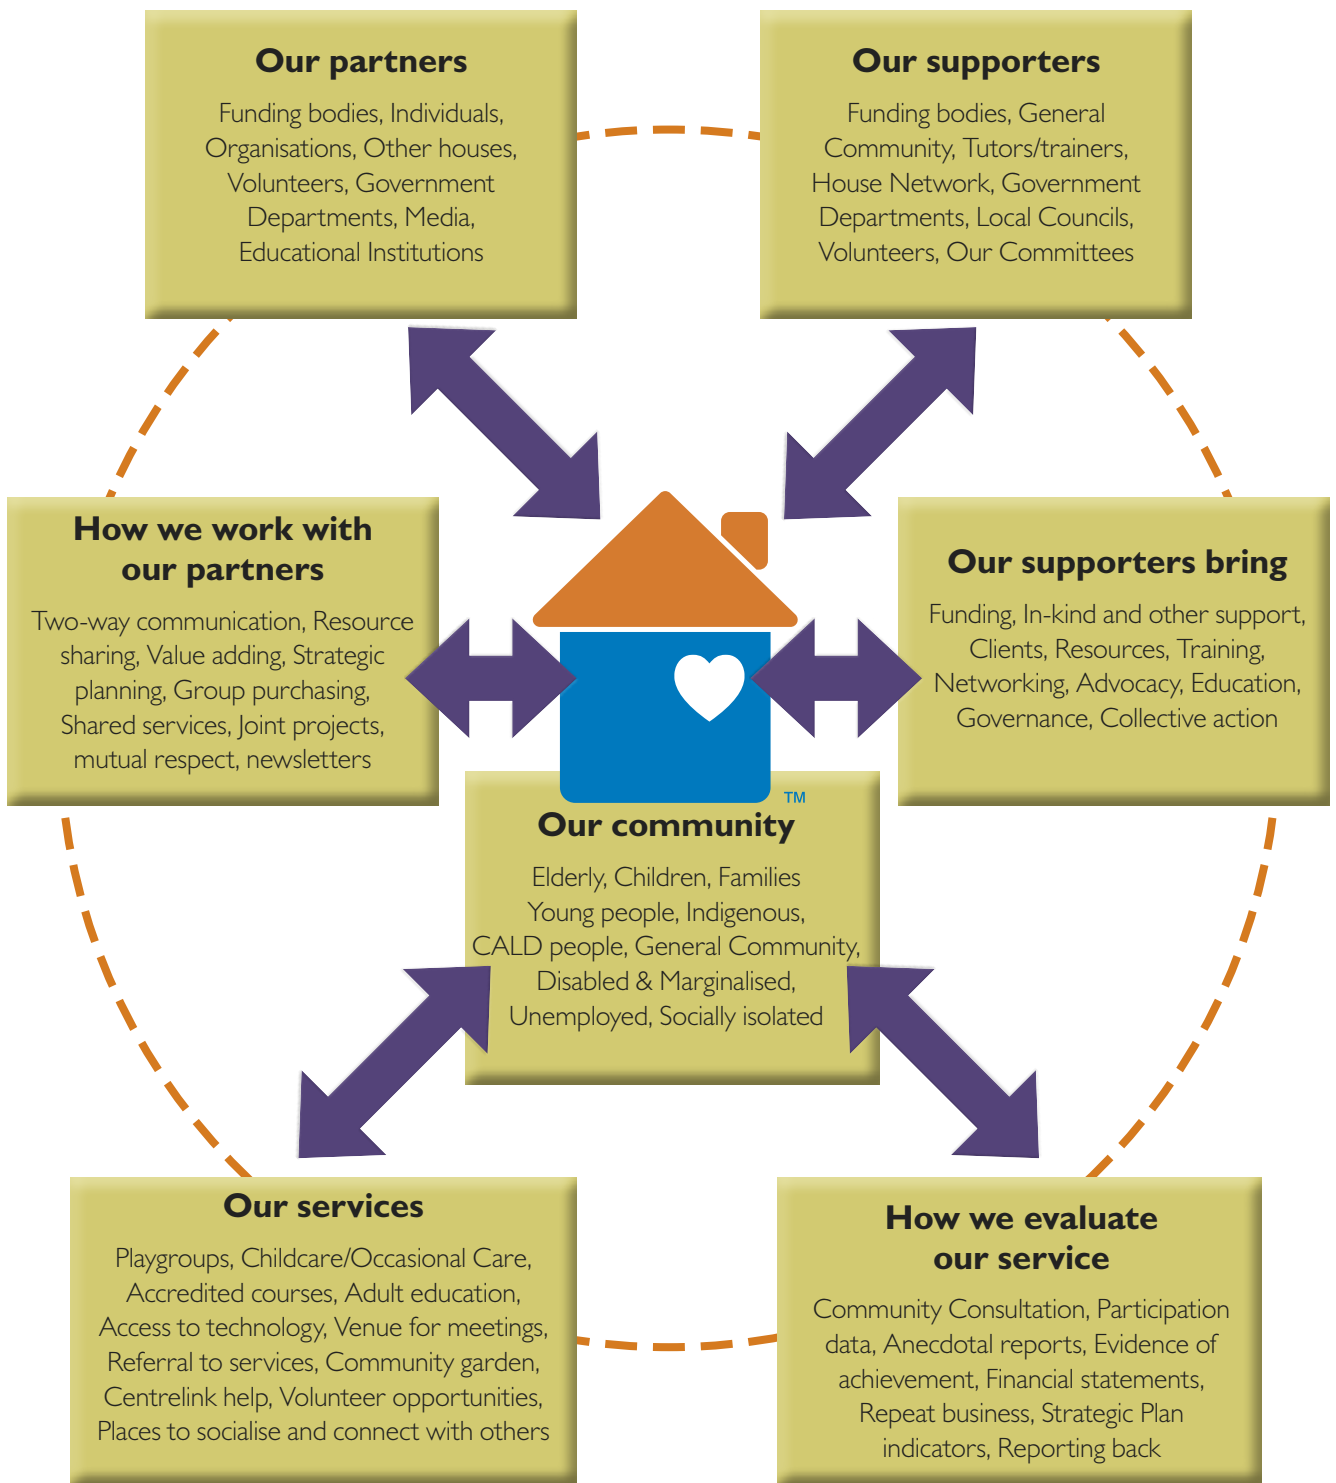 Our partners
Funding bodies, Individuals,
Organisations, Other houses,
Volunteers, Government
Departments, Media,
Educational Institutions
Our supporters
Funding bodies, General
Community, Tutors/trainers,
House Network, Government
Departments, Local Councils,
Volunteers, Our Committees
How we work with
our partners
Two-way communication, Resource
sharing, Value adding, Strategic
planning, Group purchasing,
Shared services, Joint projects,
mutual respect, newsletters
Our supporters bring
Funding, In-kind and other support,
Clients, Resources, Training,
Networking, Advocacy, Education,
Governance, Collective action
TM
Our community
Elderly, Children, Families
Young people, Indigenous,
CALD people, General Community,
Disabled & Marginalised,
Unemployed, Socially isolated
Our services
Playgroups, Childcare/Occasional Care,
Accredited courses, Adult education,
Access to technology, Venue for meetings,
Referral to services, Community garden,
Centrelink help, Volunteer opportunities,
Places to socialise and connect with others
How we evaluate
our service
Community Consultation, Participation
data, Anecdotal reports, Evidence of
achievement, Financial statements,
Repeat business, Strategic Plan
indicators, Reporting back